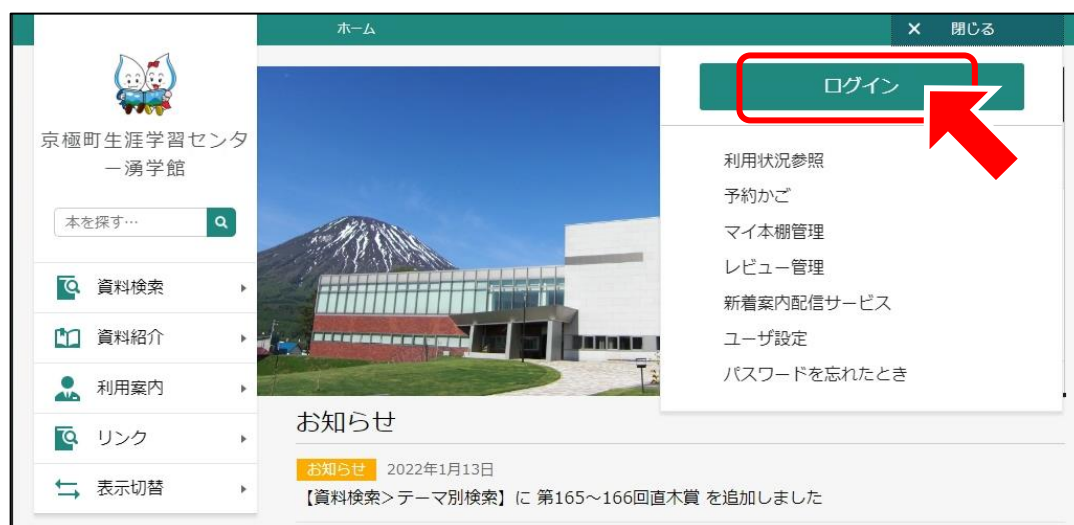 ホーム
× 閉じる
京極町生涯学習センタ
ー湧学館
本を探す…
資料検索
資料紹介
利用案内
リンク
表示切替
ログイン
利用状況参照
予約かご
マイ本棚管理
レビュー管理
新着案内配信サービス
ユーザ設定
パスワードを忘れたとき
お知らせ
お知らせ 2022年1月13日
【資料検索>テーマ別検索】に 第165～166回直木賞 を追加しました